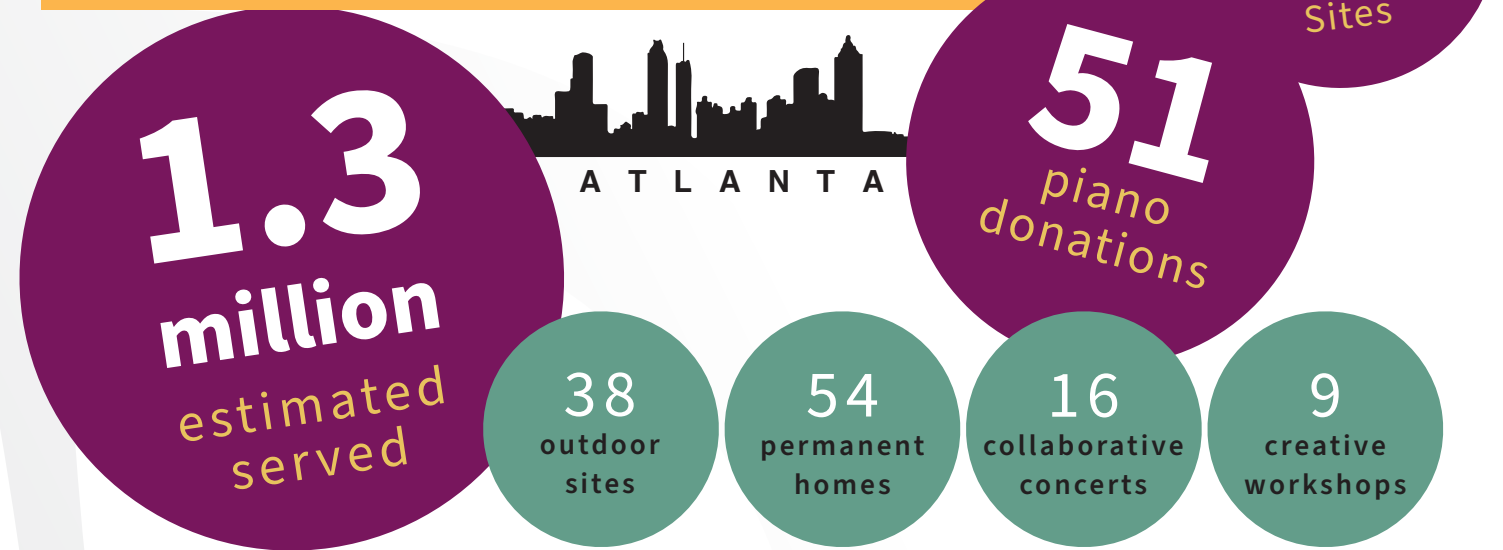 Sites
1.3
million
estimated
served
ATLANTA
51
piano
donations
38
outdoor
sites
54
permanent
homes
16
collaborative
concerts
9
creative
workshops